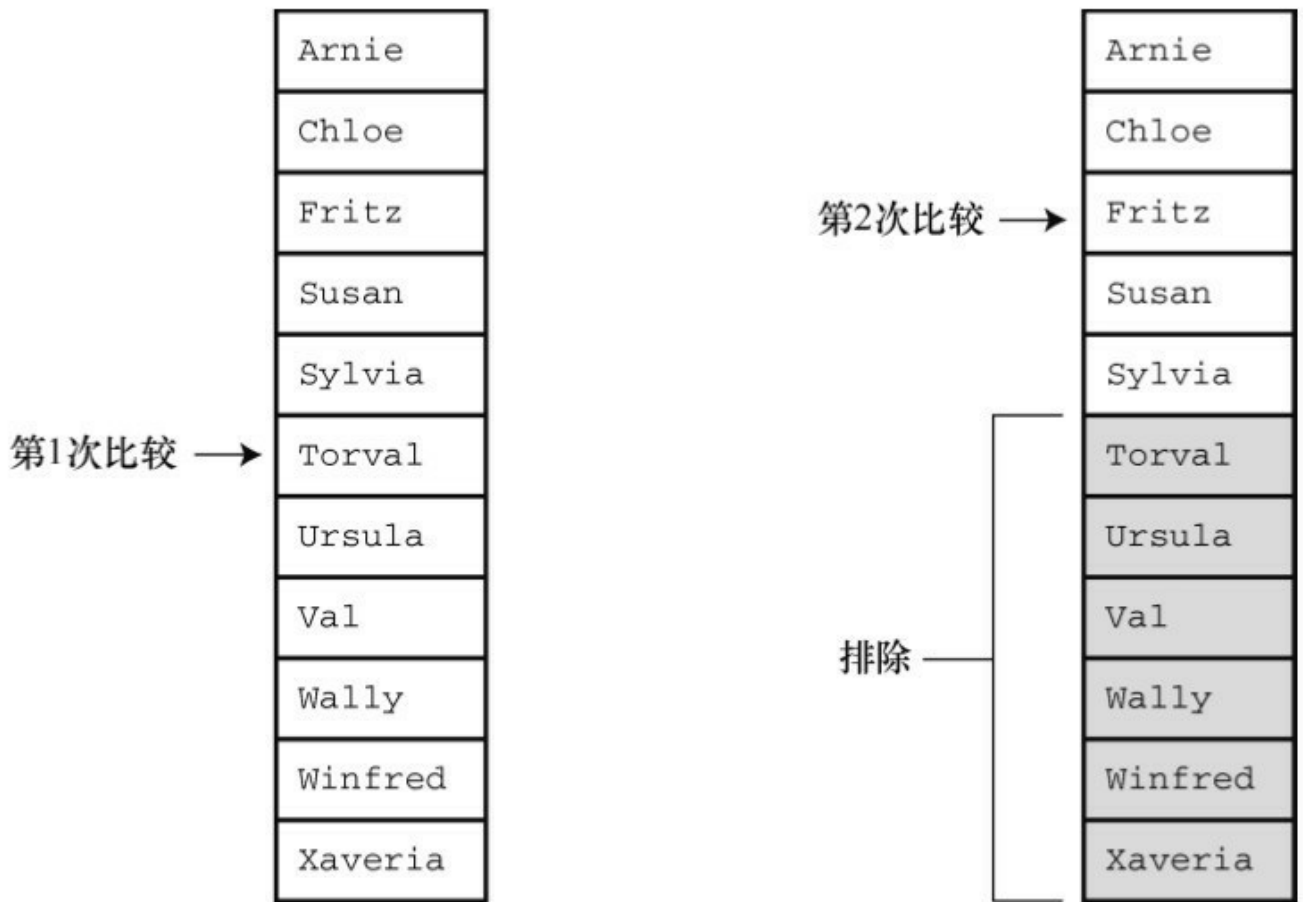 Arnie
Chloe
Fritz
Susan
Sylvia
第1次比较
Torval
Ursula
Val
Wally
Winfred
Xaveria
Arnie
Chloe
第2次比较
Fritz
Susan
Sylvia
Torval
Ursula
Val
排除
Wally
Winfred
Xaveria